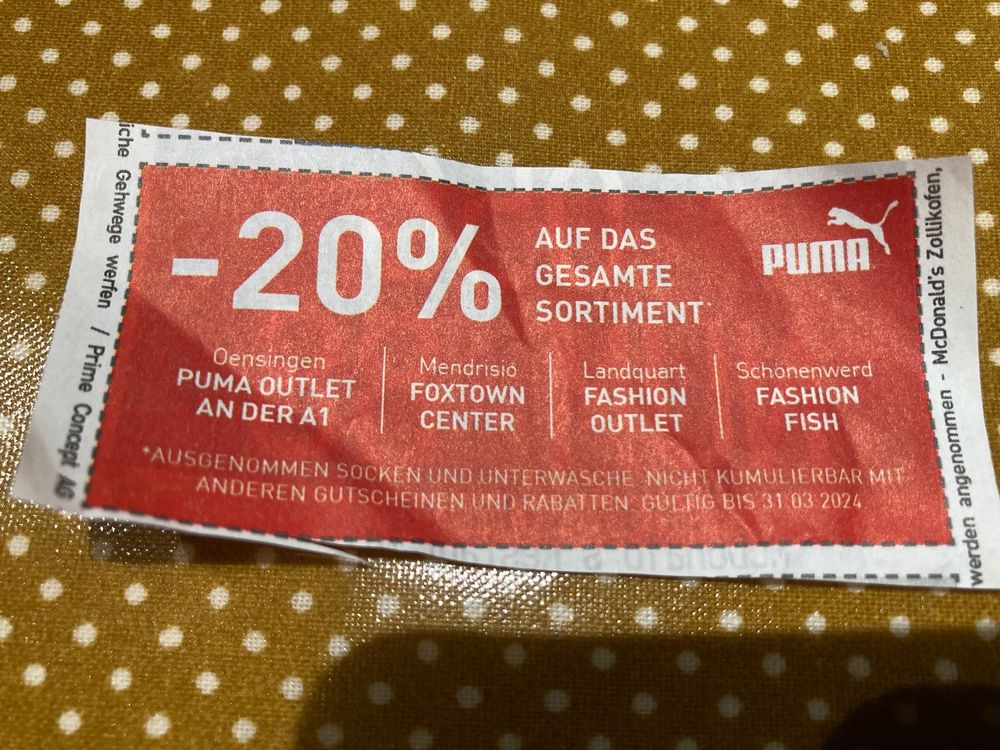 -20%
AUF DAS
GESAMTE
SORTIMENT*
PUMA
Oensingen
PUMA OUTLET
AN DER A1
Mendrisio
FOXTOWN
CENTER
Landquart
FASHION
OUTLET
Schönenwerd
FASHION
FISH
*AUSGENOMMEN SOCKEN UND UNTERWÄSCHE. NICHT KUMULIERBAR MIT
ANDEREN GUTSCHEINEN UND RABATTEN. GÜLTIG BIS 31.03.2024
iche Gehwege werfen / Prime Concept AG
werden angenommen - McDonald's Zollikofen,